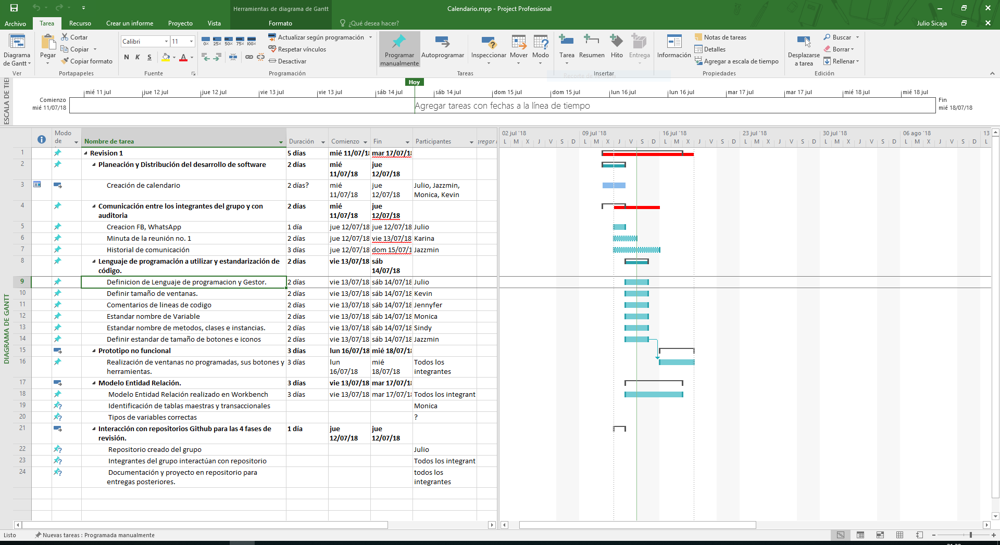 Herramientas de diagrama de Gantt
Calendario.mpp - Project Professional
Archivo Tarea Recurso Crear un informe Proyecto Vista Formato ¿Qué desea hacer? Julio Sicaja
Diagrama de Gantt
Ver
Pegar
Cortar
Copiar
Copiar formato
Portapapeles
Calibri 11
N K S
Fuente
0% 25% 50% 75% 100%
Actualizar según programación
Respetar vínculos
Desactivar
Programación
Programar manualmente
Autoprogramar
Inspeccionar Mover Modo
Tareas
Tarea Resumen Hito Entrega
Insertar
Información
Notas de tareas
Detalles
Agregar a escala de tiempo
Propiedades
Desplazarse a tarea
Buscar
Borrar
Rellenar
Edición
ESCALA DE TIE
Hoy
mié 11 jul jue 12 jul jue 12 jul vie 13 jul vie 13 jul sáb 14 jul sáb 14 jul dom 15 jul dom 15 jul lun 16 jul lun 16 jul mar 17 jul mar 17 jul mié 18 jul mié 18 jul
Comienzo
mié 11/07/18
Agregar tareas con fechas a la línea de tiempo
Fin
mié 18/07/18
DIAGRAMA DE GANTT
Modo de Nombre de tarea Duración Comienzo Fin Participantes
02 jul '18 09 jul '18 16 jul '18 23 jul '18 30 jul '18 06 ago '18 13
L M X J V S D L M X J V S D L M X J V S D L M X J V S D L M X J V S D L M X J V S D L
1 Revision 1 5 días mié 11/07/18 mar 17/07/18
2 Planeación y Distribución del desarrollo de software 2 días mié 11/07/18 jue 12/07/18
3 Creación de calendario 2 días? mié 11/07/18 jue 12/07/18 Julio, Jazzmin, Monica, Kevin
4 Comunicación entre los integrantes del grupo y con auditoria 2 días mié 11/07/18 jue 12/07/18
5 Creacion FB, WhatsApp 1 día jue 12/07/18 jue 12/07/18 Julio
6 Minuta de la reunión no. 1 2 días jue 12/07/18 vie 13/07/18 Karina
7 Historial de comunicación 3 días jue 12/07/18 dom 15/07/1 Jazzmin
8 Lenguaje de programación a utilizar y estandarización de código. 2 días vie 13/07/18 sáb 14/07/18
9 Definicion de Lenguaje de programacion y Gestor. 2 días vie 13/07/18 sáb 14/07/18 Julio
10 Definir tamaño de ventanas. 2 días vie 13/07/18 sáb 14/07/18 Kevin
11 Comentarios de lineas de codigo 2 días vie 13/07/18 sáb 14/07/18 Jennyfer
12 Estandar nombre de Variable 2 días vie 13/07/18 sáb 14/07/18 Monica
13 Estandar nombre de metodos, clases e instancias. 2 días vie 13/07/18 sáb 14/07/18 Sindy
14 Definir estandar de tamaño de botones e iconos 2 días vie 13/07/18 sáb 14/07/18 Jazzmin
15 Prototipo no funcional 3 días lun 16/07/18 mié 18/07/18
16 Realización de ventanas no programadas, sus botones y herramientas. 3 días lun 16/07/18 mié 18/07/18 Todos los integrantes
17 Modelo Entidad Relación. 3 días vie 13/07/18 mar 17/07/18
18 Modelo Entidad Relación realizado en Workbench 3 días vie 13/07/18 mar 17/07/18 Todos los integrant
19 Identificación de tablas maestras y transaccionales Monica
20 Tipos de variables correctas ?
21 Interacción con repositorios Github para las 4 fases de revisión. 1 día jue 12/07/18 jue 12/07/18
22 Repositorio creado del grupo Julio
23 Integrantes del grupo interactúan con repositorio Todos los integrant
24 Documentación y proyecto en repositorio para entregas posteriores. todos los integrantes
Listo Nuevas tareas : Programada manualmente